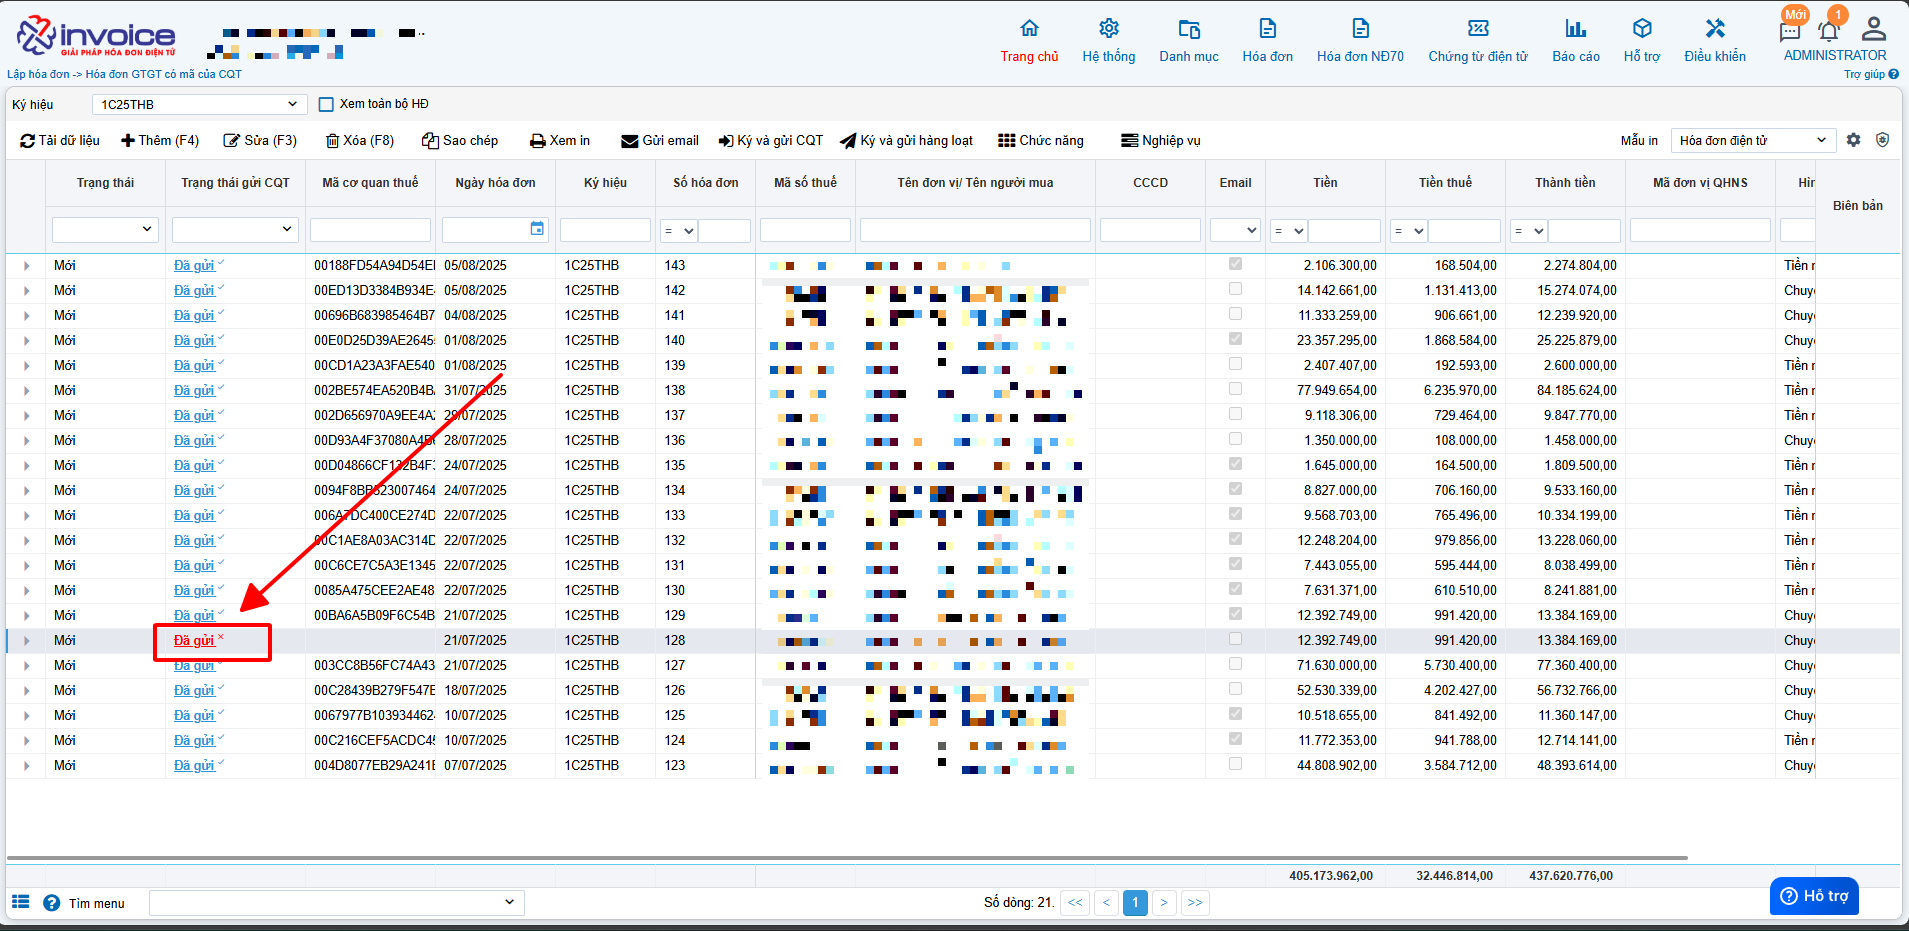 invoice
GIẢI PHÁP HÓA ĐƠN ĐIỆN TỬ
Trang chủ Hệ thống Danh mục Hóa đơn Hóa đơn NĐ70 Chứng từ điện tử Báo cáo Hỗ trợ Điều khiển Mới 1 ADMINISTRATOR
Lập hóa đơn -> Hóa đơn GTGT có mã của CQT Trợ giúp
Ký hiệu 1C25THB Xem toàn bộ HĐ
Tải dữ liệu Thêm (F4) Sửa (F3) Xóa (F8) Sao chép Xem in Gửi email Ký và gửi CQT Ký và gửi hàng loạt Chức năng Nghiệp vụ Mẫu in Hóa đơn điện tử
Trạng thái Trạng thái gửi CQT Mã cơ quan thuế Ngày hóa đơn Ký hiệu Số hóa đơn Mã số thuế Tên đơn vị/ Tên người mua CCCD Email Tiền Tiền thuế Thành tiền Mã đơn vị QHNS Hìn Biên bản
= = = =
Mới Đã gửi 00188FD54A94D54EI 05/08/2025 1C25THB 143 2.106.300,00 168.504,00 2.274.804,00 Tiền r
Mới Đã gửi 00ED13D3384B934E 05/08/2025 1C25THB 142 14.142.661,00 1.131.413,00 15.274.074,00 Chuy
Mới Đã gửi 00696B683985464B7 04/08/2025 1C25THB 141 11.333.259,00 906.661,00 12.239.920,00 Chuy
Mới Đã gửi 00E0D25D39AE2645 01/08/2025 1C25THB 140 23.357.295,00 1.868.584,00 25.225.879,00 Chuy
Mới Đã gửi 00CD1A23A3FAE540 01/08/2025 1C25THB 139 2.407.407,00 192.593,00 2.600.000,00 Tiền r
Mới Đã gửi 002BE574EA520B4B 31/07/2025 1C25THB 138 77.949.654,00 6.235.970,00 84.185.624,00 Tiền r
Mới Đã gửi 002D656970A9EE4A 29/07/2025 1C25THB 137 9.118.306,00 729.464,00 9.847.770,00 Tiền r
Mới Đã gửi 00D93A4F37080A4B 28/07/2025 1C25THB 136 1.350.000,00 108.000,00 1.458.000,00 Chuy
Mới Đã gửi 00D04866CF132B4F 24/07/2025 1C25THB 135 1.645.000,00 164.500,00 1.809.500,00 Tiền r
Mới Đã gửi 0094F8BB523007464 24/07/2025 1C25THB 134 8.827.000,00 706.160,00 9.533.160,00 Tiền r
Mới Đã gửi 006A7DC400CE274D 22/07/2025 1C25THB 133 9.568.703,00 765.496,00 10.334.199,00 Tiền r
Mới Đã gửi 00C1AE8A03AC314D 22/07/2025 1C25THB 132 12.248.204,00 979.856,00 13.228.060,00 Tiền r
Mới Đã gửi 00C6CE7C5A3E1345 22/07/2025 1C25THB 131 7.443.055,00 595.444,00 8.038.499,00 Tiền r
Mới Đã gửi 0085A475CEE2AE48 22/07/2025 1C25THB 130 7.631.371,00 610.510,00 8.241.881,00 Tiền r
Mới Đã gửi 00BA6A5B09F6C54B 21/07/2025 1C25THB 129 12.392.749,00 991.420,00 13.384.169,00 Chuy
Mới Đã gửi 21/07/2025 1C25THB 128 12.392.749,00 991.420,00 13.384.169,00 Chuy
Mới Đã gửi 003CC8B56FC74A43 21/07/2025 1C25THB 127 71.630.000,00 5.730.400,00 77.360.400,00 Chuy
Mới Đã gửi 00C28439B279F547E 18/07/2025 1C25THB 126 52.530.339,00 4.202.427,00 56.732.766,00 Chuy
Mới Đã gửi 0067977B103934462 10/07/2025 1C25THB 125 10.518.655,00 841.492,00 11.360.147,00 Chuy
Mới Đã gửi 00C216CEF5ACDC45 10/07/2025 1C25THB 124 11.772.353,00 941.788,00 12.714.141,00 Tiền r
Mới Đã gửi 004D8077EB29A241E 07/07/2025 1C25THB 123 44.808.902,00 3.584.712,00 48.393.614,00 Chuy
405.173.962,00 32.446.814,00 437.620.776,00
Tìm menu Số dòng: 21. << < 1 > >> Hỗ trợ